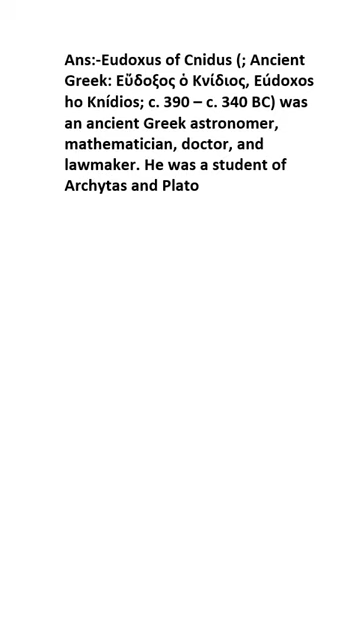 Ans:-Eudoxus of Cnidus (; Ancient
Greek: Εὔδοξος ὁ Κνίδιος, Eúdoxos
ho Knídios; c. 390 – c. 340 BC) was
an ancient Greek astronomer,
mathematician, doctor, and
lawmaker. He was a student of
Archytas and Plato